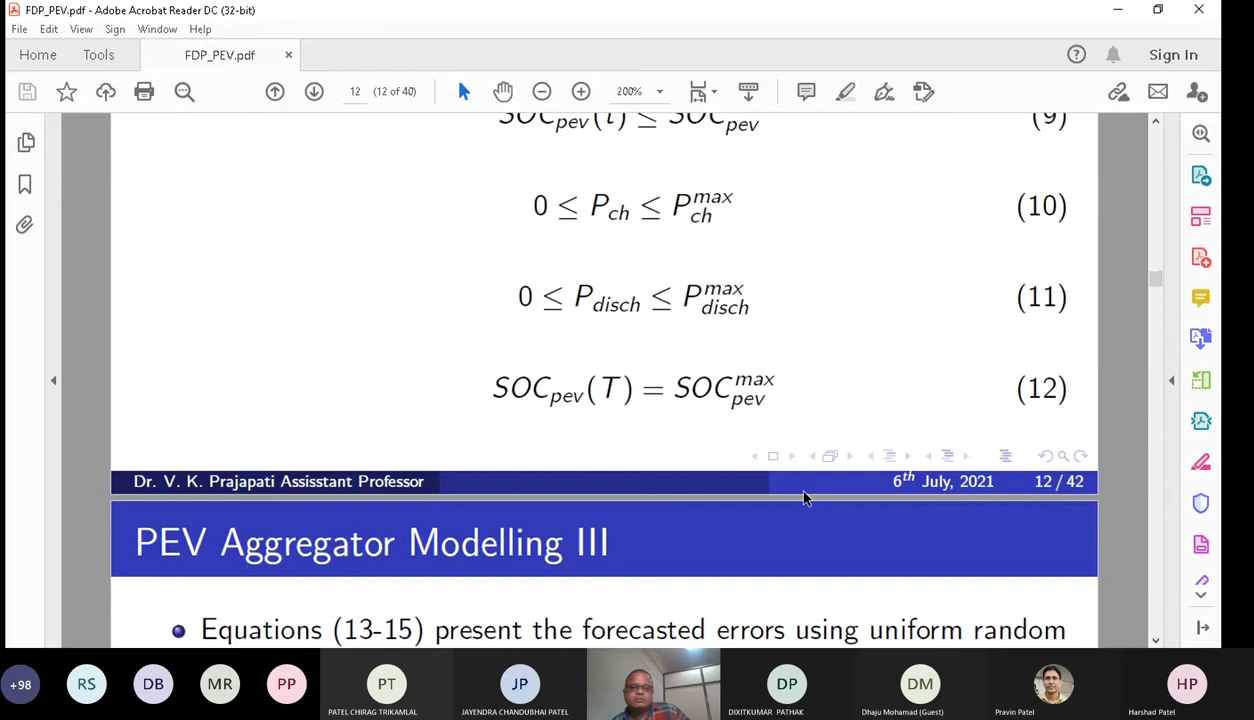 FDP_PEV.pdf - Adobe Acrobat Reader DC (32-bit)
File Edit View Sign Window Help
Home Tools FDP_PEV.pdf × Sign In
12 (12 of 40) 200%
SOC_pev(t) ≤ SOC_pev (9)
0 ≤ P_ch ≤ P_ch^max (10)
0 ≤ P_disch ≤ P_disch^max (11)
SOC_pev(T) = SOC_pev^max (12)
Dr. V. K. Prajapati Assisstant Professor 6th July, 2021 12 / 42
PEV Aggregator Modelling III
Equations (13-15) present the forecasted errors using uniform random
+98 RS DB MR PP PT JP DP DM HP
PATEL CHIRAG TRIKAMLAL JAYENDRA CHANDUBHAI PATEL DIXITKUMAR PATHAK Dhaju Mohamad (Guest) Pravin Patel Harshad Patel